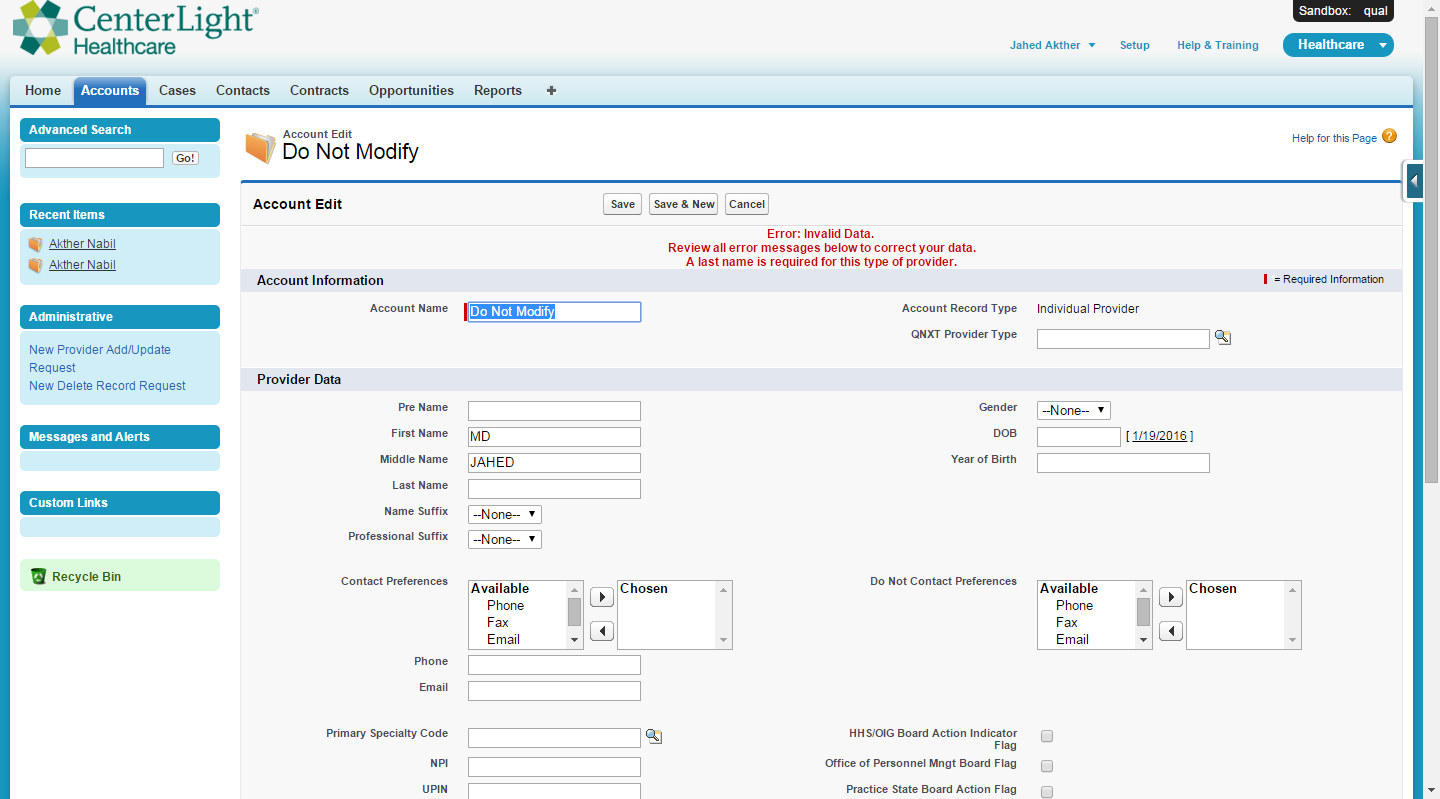 CenterLight®
Healthcare
Sandbox: qual
Jahed Akther
Setup
Help & Training
Healthcare
Home
Accounts
Cases
Contacts
Contracts
Opportunities
Reports
+
Advanced Search
Go!
Recent Items
Akther Nabil
Akther Nabil
Administrative
New Provider Add/Update
Request
New Delete Record Request
Messages and Alerts
Custom Links
Recycle Bin
Account Edit
Do Not Modify
Help for this Page ?
Account Edit
Save
Save & New
Cancel
Error: Invalid Data.
Review all error messages below to correct your data.
A last name is required for this type of provider.
Account Information
= Required Information
Account Name
Do Not Modify
Account Record Type
Individual Provider
QNXT Provider Type
Provider Data
Pre Name
Gender
--None--
First Name
MD
DOB
[ 1/19/2016 ]
Middle Name
JAHED
Year of Birth
Last Name
Name Suffix
--None--
Professional Suffix
--None--
Contact Preferences
Available
Phone
Fax
Email
Chosen
Do Not Contact Preferences
Available
Phone
Fax
Email
Chosen
Phone
Email
Primary Specialty Code
HHS/OIG Board Action Indicator
Flag
NPI
Office of Personnel Mngt Board Flag
UPIN
Practice State Board Action Flag